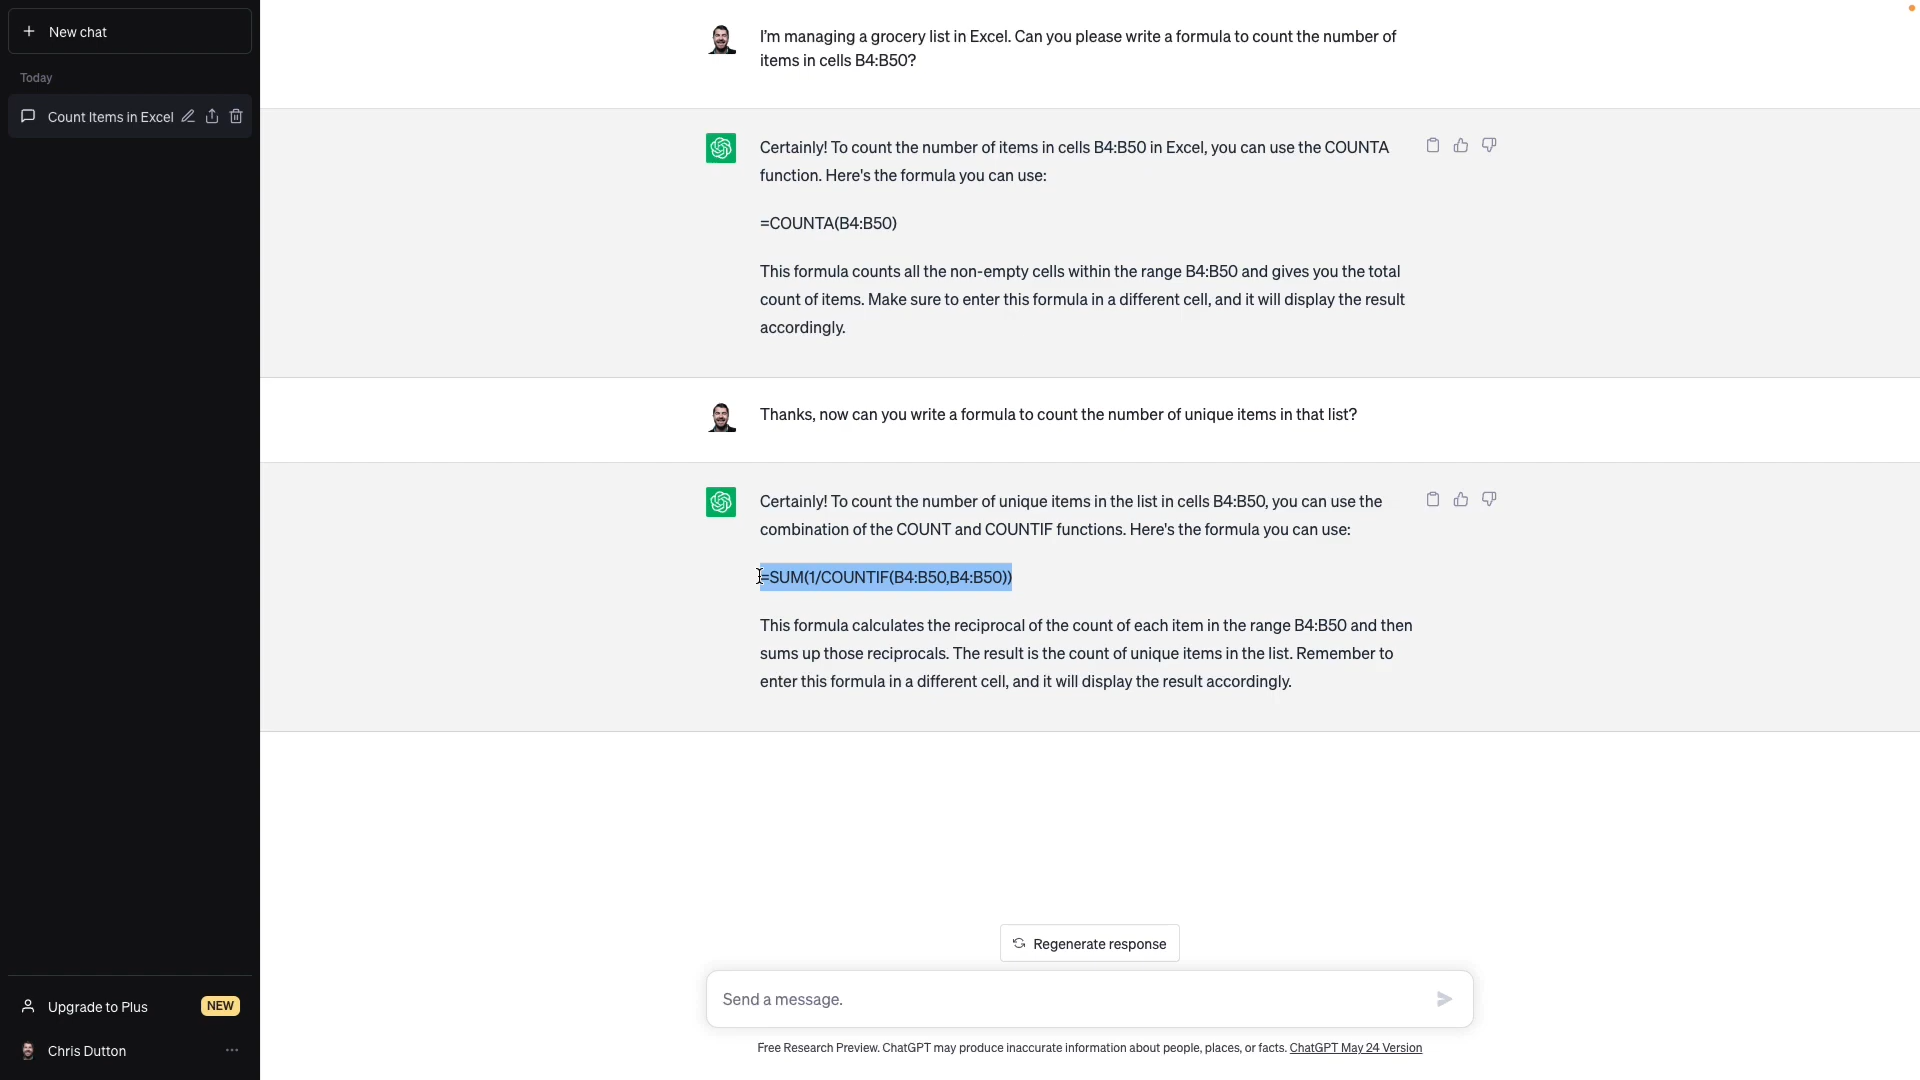 New chat
Today
Count Items in Excel
Upgrade to Plus
NEW
Chris Dutton
I'm managing a grocery list in Excel. Can you please write a formula to count the number of
items in cells B4:B50?
Certainly! To count the number of items in cells B4:B50 in Excel, you can use the COUNTA
function. Here's the formula you can use:
=COUNTA(B4:B50)
This formula counts all the non-empty cells within the range B4:B50 and gives you the total
count of items. Make sure to enter this formula in a different cell, and it will display the result
accordingly.
Thanks, now can you write a formula to count the number of unique items in that list?
Certainly! To count the number of unique items in the list in cells B4:B50, you can use the
combination of the COUNT and COUNTIF functions. Here's the formula you can use:
=SUM(1/COUNTIF(B4:B50,B4:B50))
This formula calculates the reciprocal of the count of each item in the range B4:B50 and then
sums up those reciprocals. The result is the count of unique items in the list. Remember to
enter this formula in a different cell, and it will display the result accordingly.
Regenerate response
Send a message.
Free Research Preview. ChatGPT may produce inaccurate information about people, places, or facts. ChatGPT May 24 Version